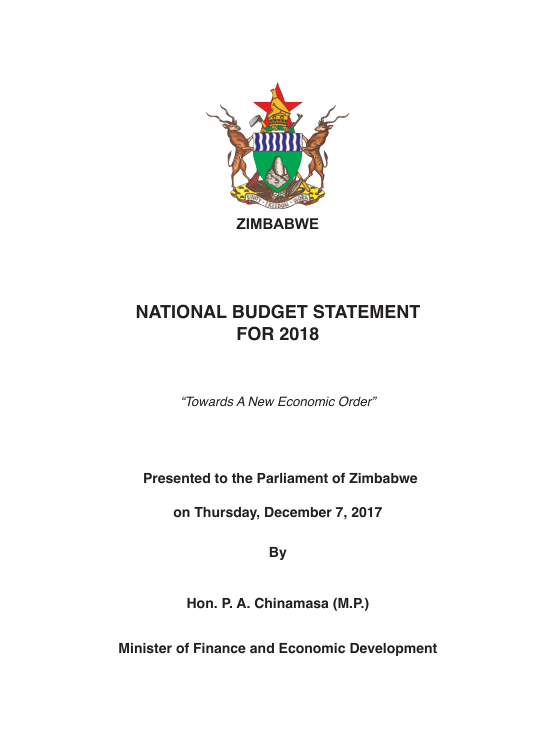 UNITY FREEDOM WORK
ZIMBABWE
NATIONAL BUDGET STATEMENT
FOR 2018
“Towards A New Economic Order”
Presented to the Parliament of Zimbabwe
on Thursday, December 7, 2017
By
Hon. P. A. Chinamasa (M.P.)
Minister of Finance and Economic Development